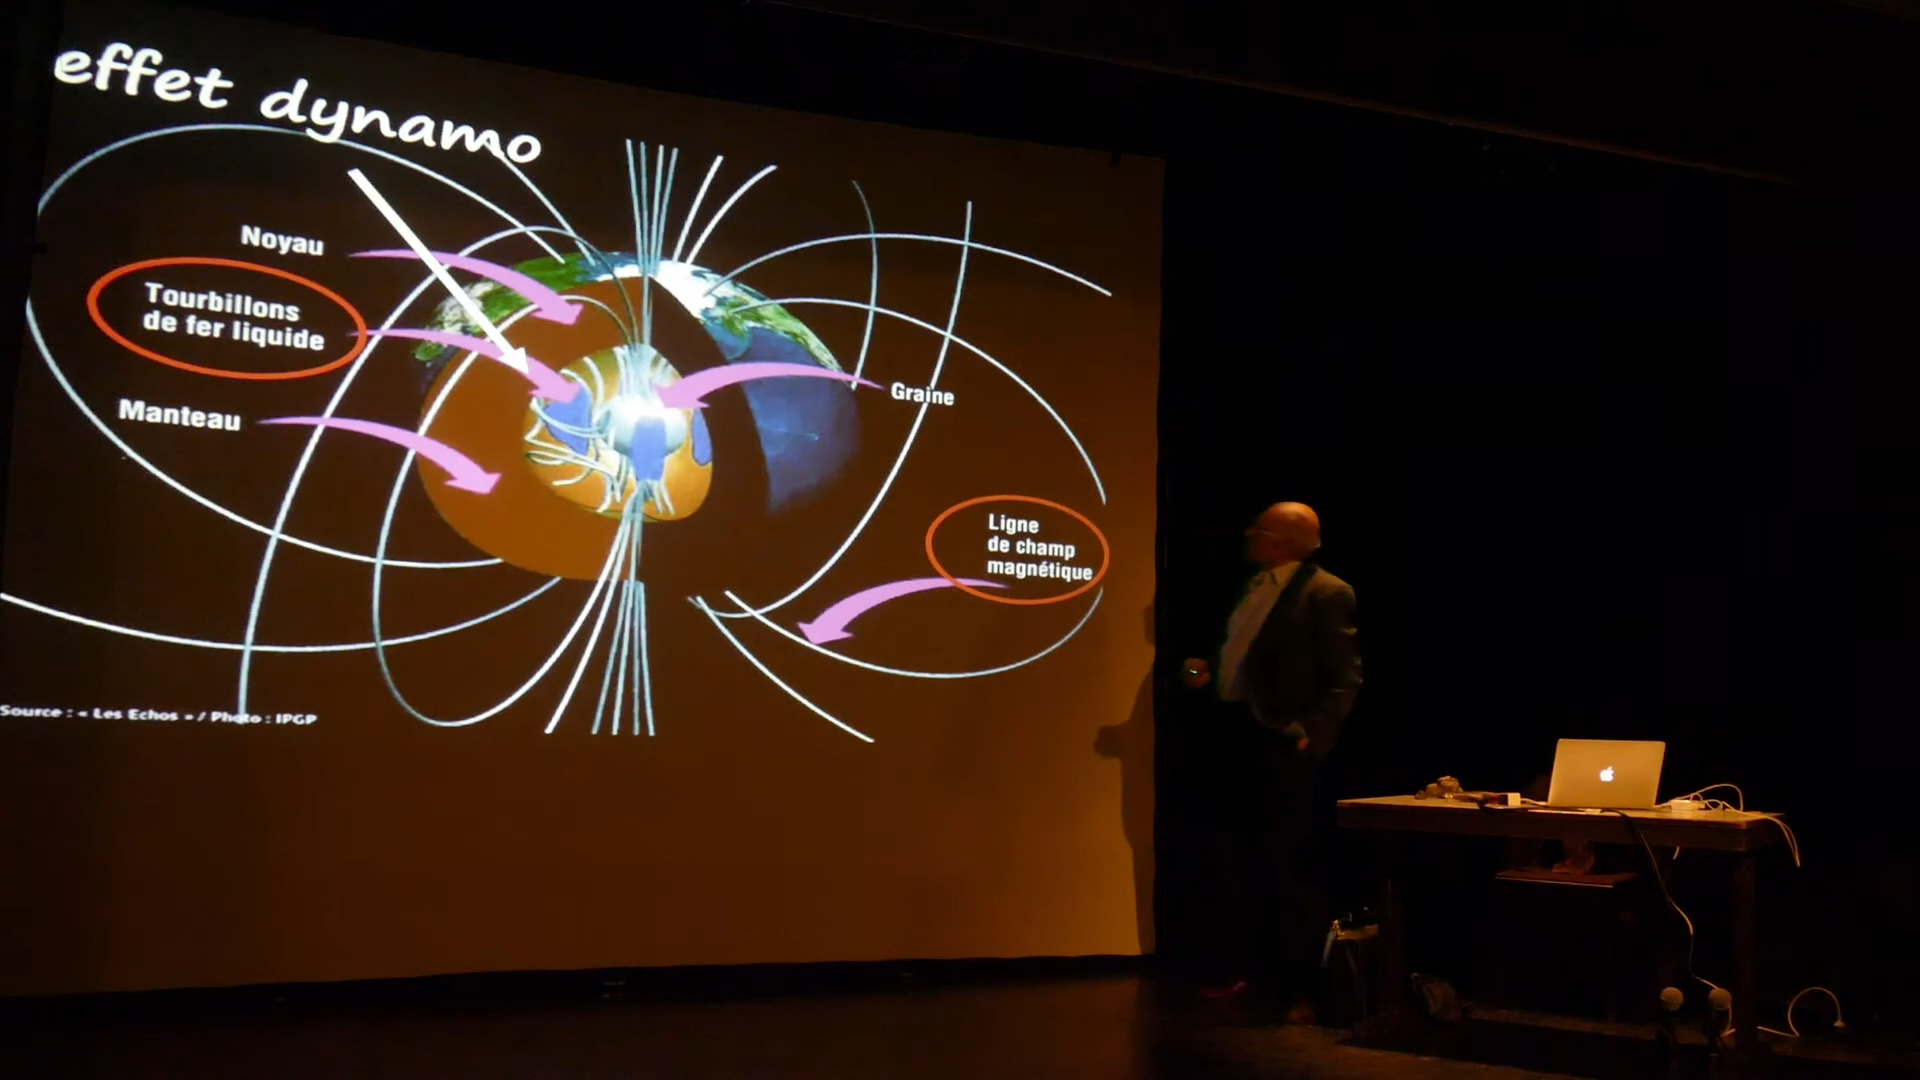 effet dynamo
Noyau
Tourbillons
de fer liquide
Manteau
Graine
Ligne
de champ
magnétique
Source : « Les Echos » / Photo : IPGP